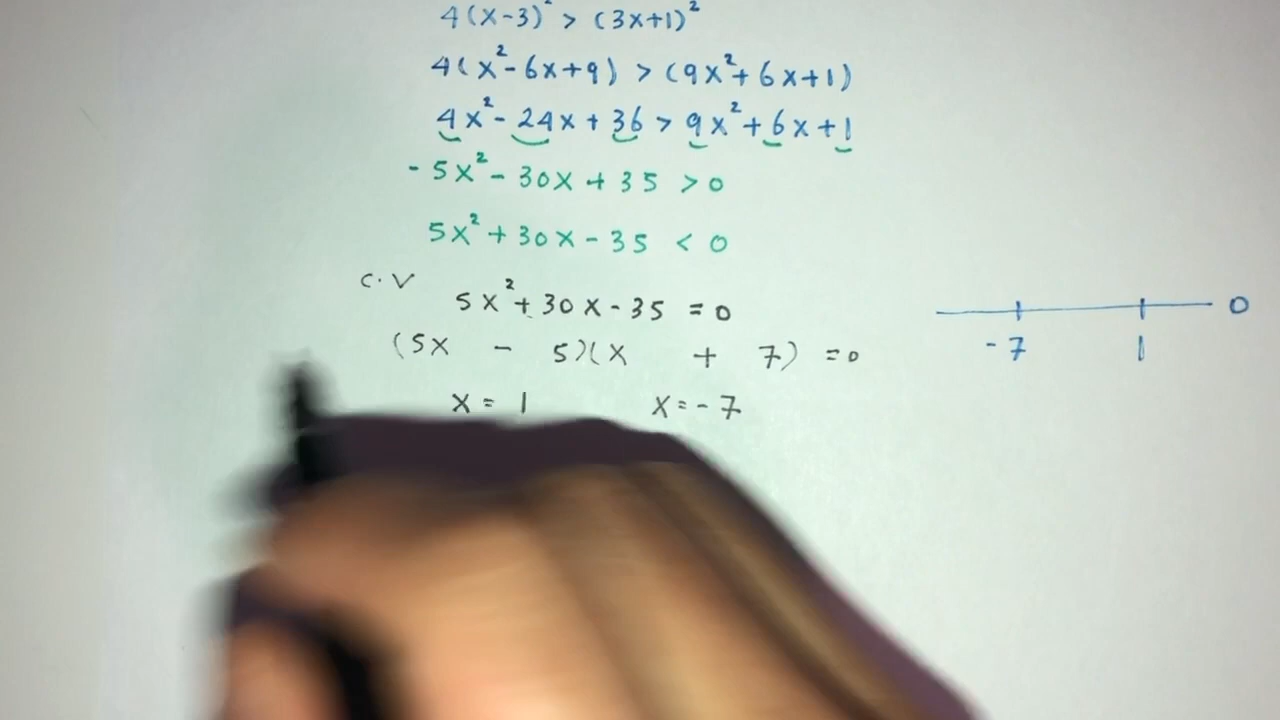 4(x-3)² > (3x+1)²
4(x²-6x+9) > (9x²+6x+1)
4x²-24x+36 > 9x²+6x+1
-5x²-30x+35 >0
5x²+30x-35 < 0
C.V
5x²+30x-35 =0
(5x - 5)(x + 7) =0
x=1 x=-7
0
-7 1